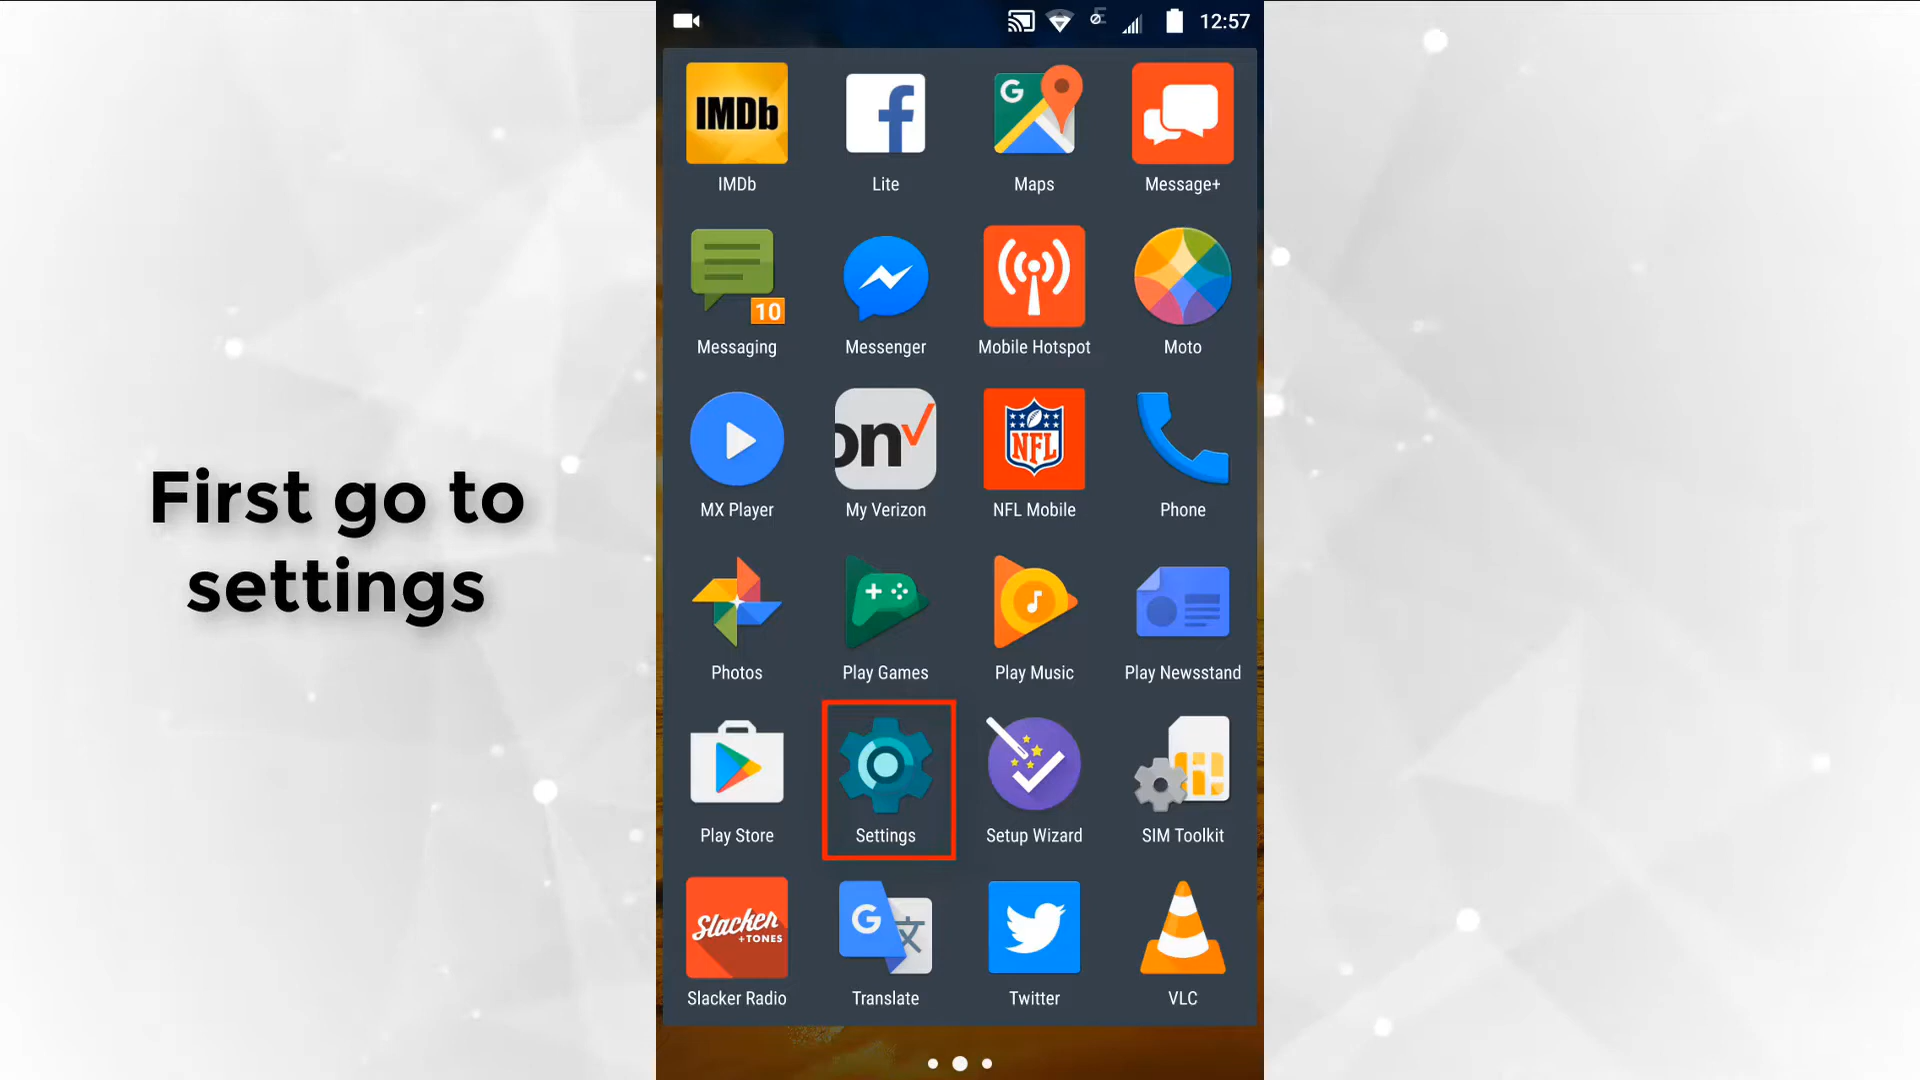 12:57
IMDb
IMDb
Lite
G
Maps
Message+
First go to
settings
10
Messaging
Messenger
Mobile Hotspot
Moto
MX Player
on
My Verizon
NFL
NFL Mobile
Phone
Photos
Play Games
Play Music
Play Newsstand
Play Store
Settings
Setup Wizard
SIM Toolkit
Slacker
+TONES
Slacker Radio
G 文
Translate
Twitter
VLC